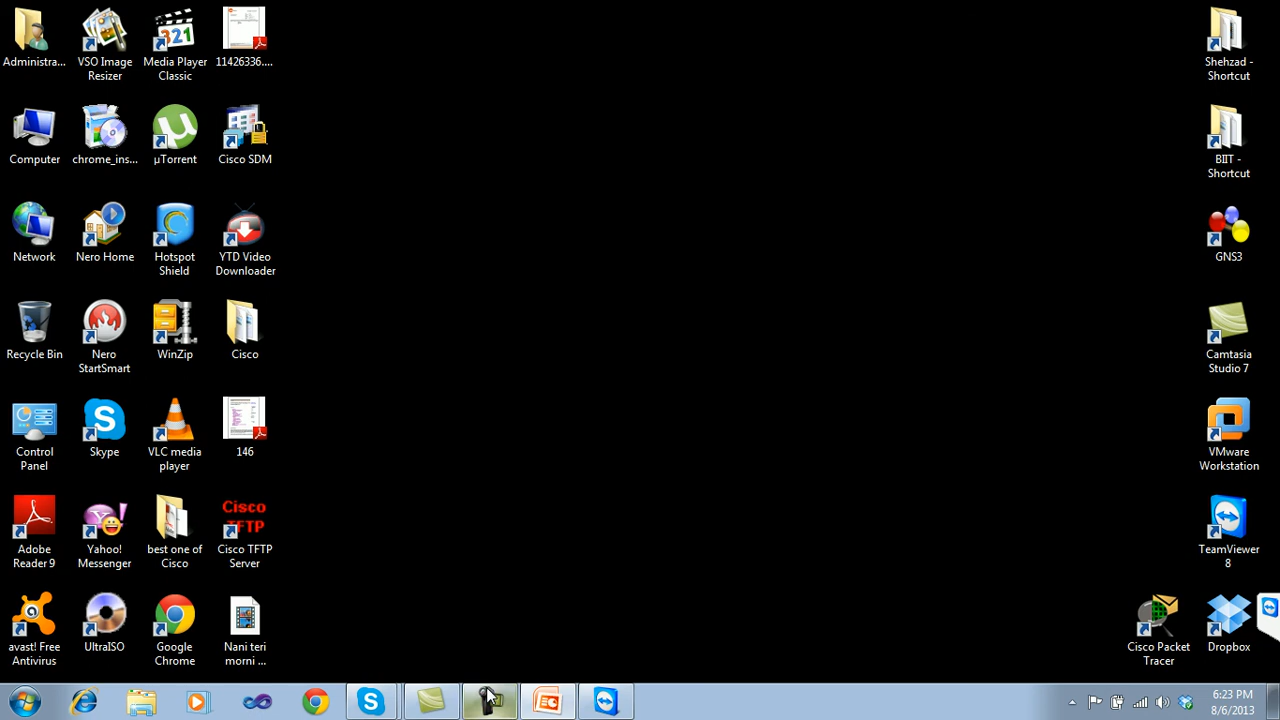 Administra...
VSO Image
Resizer
Media Player
Classic
11426336....
Shehzad -
Shortcut
Computer
chrome_ins...
µTorrent
Cisco SDM
BIIT -
Shortcut
Network
Nero Home
Hotspot
Shield
YTD Video
Downloader
GNS3
Recycle Bin
Nero
StartSmart
WinZip
Cisco
Camtasia
Studio 7
Control
Panel
Skype
VLC media
player
146
VMware
Workstation
Cisco
TFTP
Adobe
Reader 9
Yahoo!
Messenger
best one of
Cisco
Cisco TFTP
Server
TeamViewer
8
avast! Free
Antivirus
UltraISO
Google
Chrome
Nani teri
morni ...
Cisco Packet
Tracer
Dropbox
6:23 PM
8/6/2013